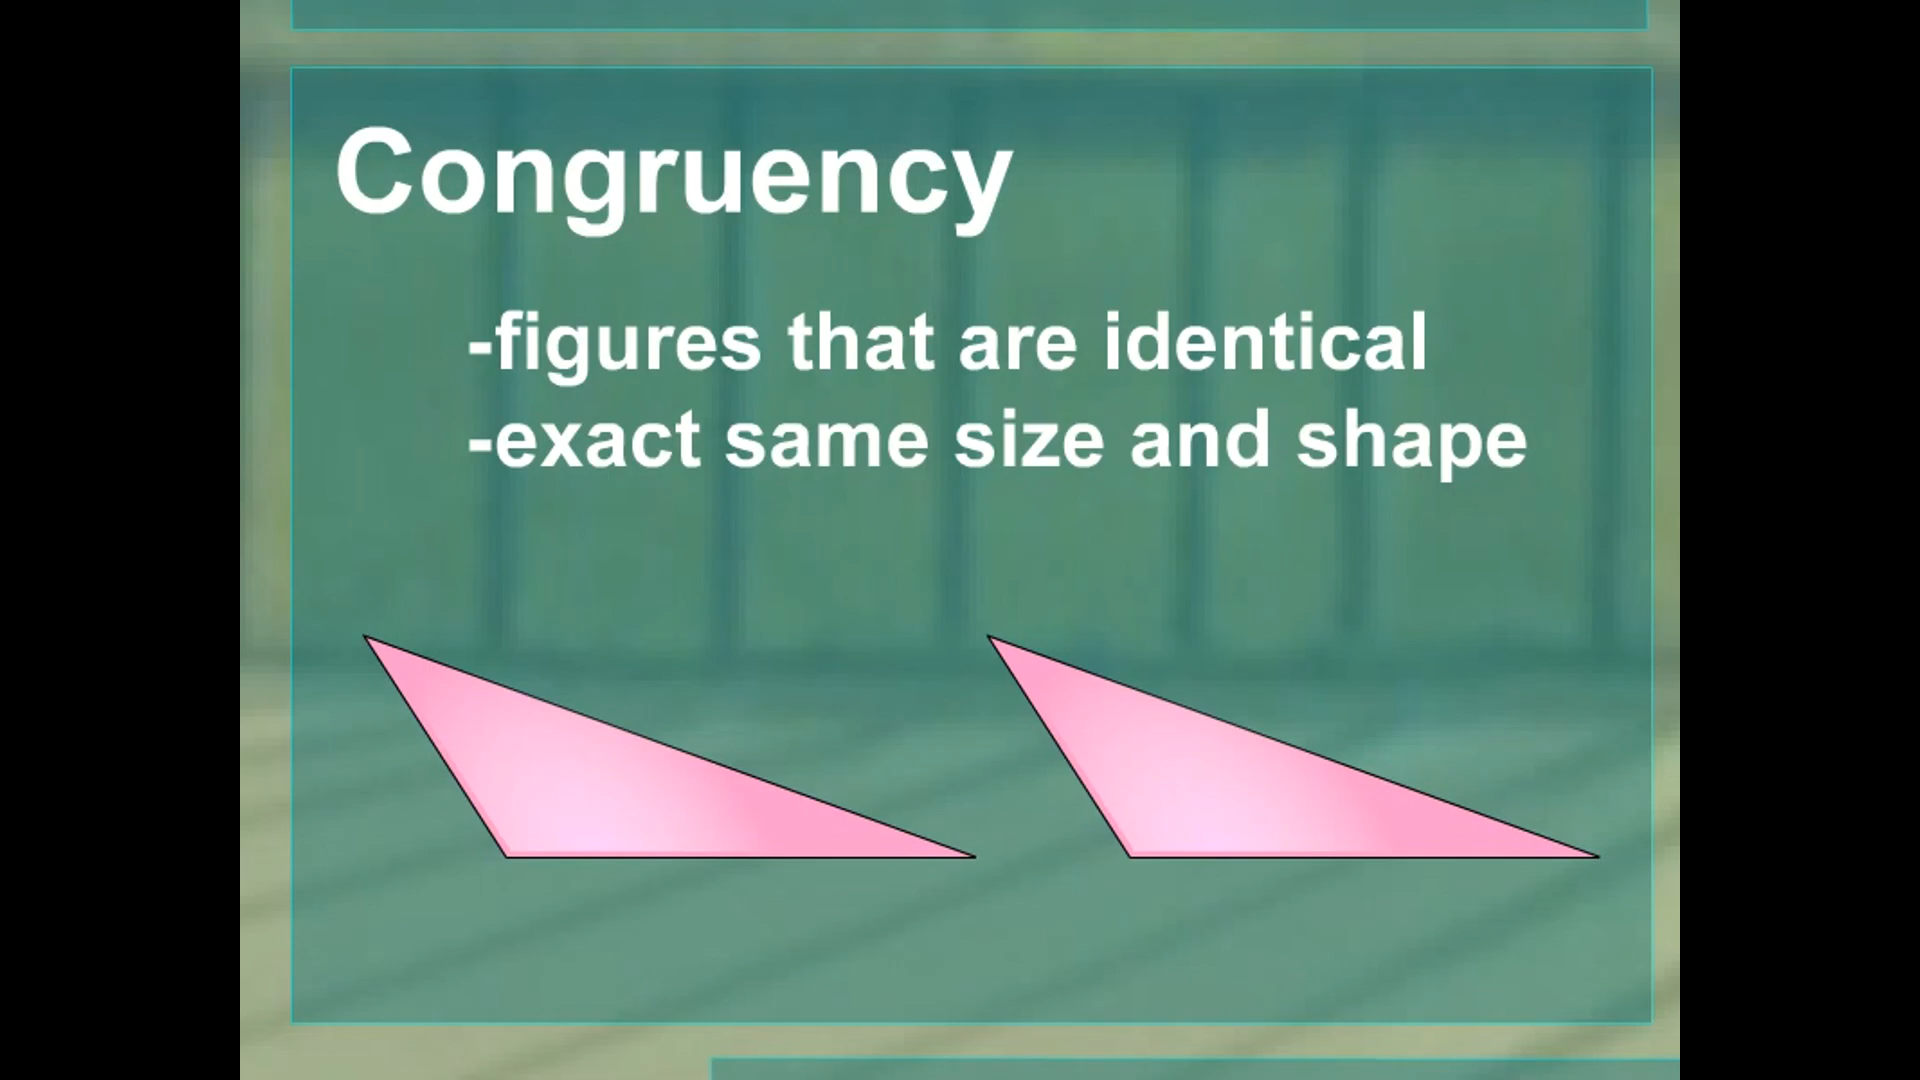 Congruency
-figures that are identical
-exact same size and shape